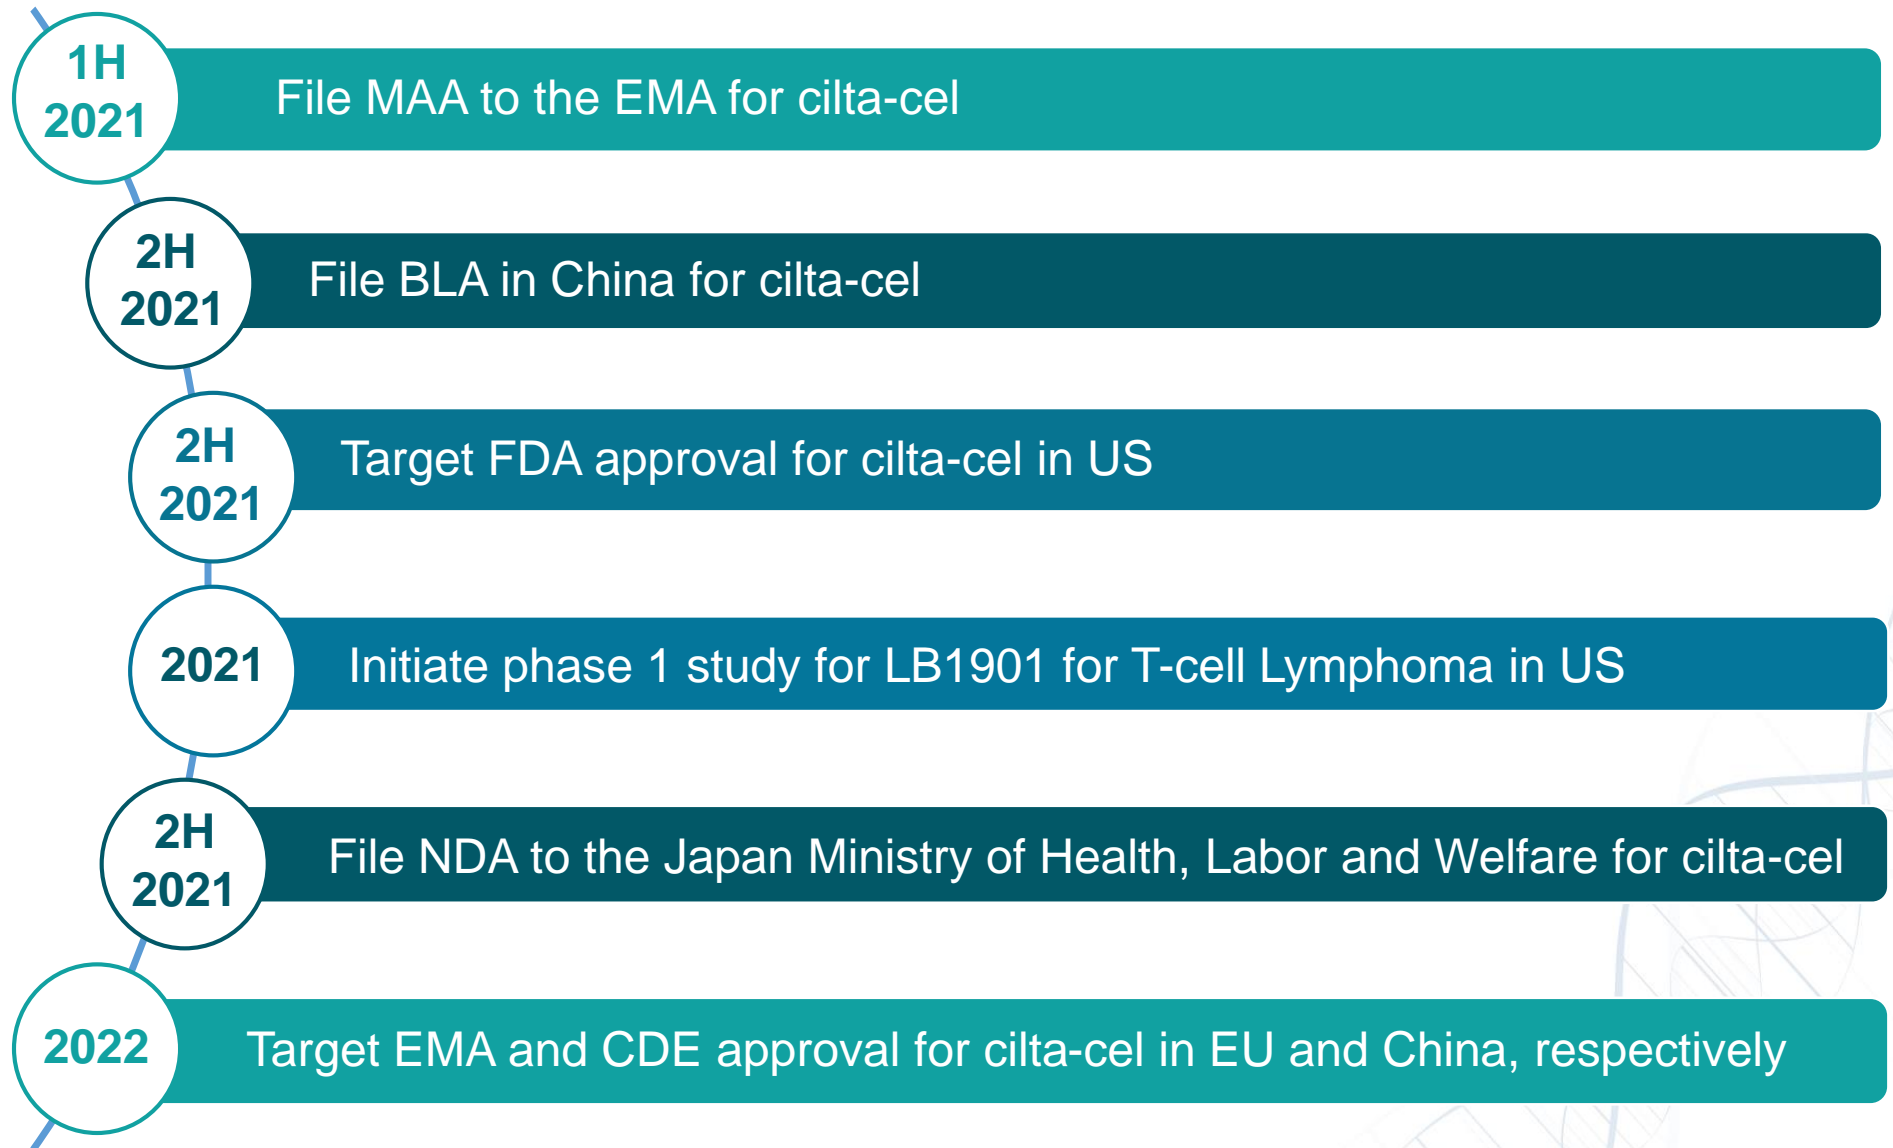 1H
2021
File MAA to the EMA for cilta-cel
2H
2021
File BLA in China for cilta-cel
2H
2021
Target FDA approval for cilta-cel in US
2021
Initiate phase 1 study for LB1901 for T-cell Lymphoma in US
2H
2021
File NDA to the Japan Ministry of Health, Labor and Welfare for cilta-cel
2022
Target EMA and CDE approval for cilta-cel in EU and China, respectively